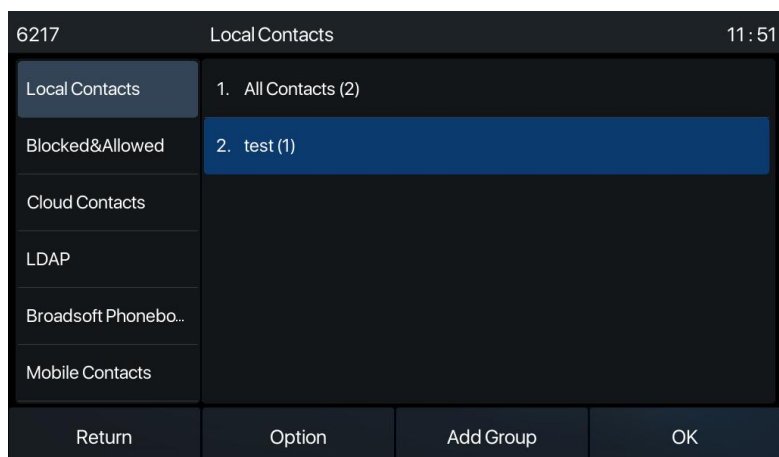 6217 Local Contacts 11:51
Local Contacts
Blocked&Allowed
Cloud Contacts
LDAP
Broadsoft Phonebo...
Mobile Contacts
1. All Contacts (2)
2. test (1)
Return Option Add Group OK